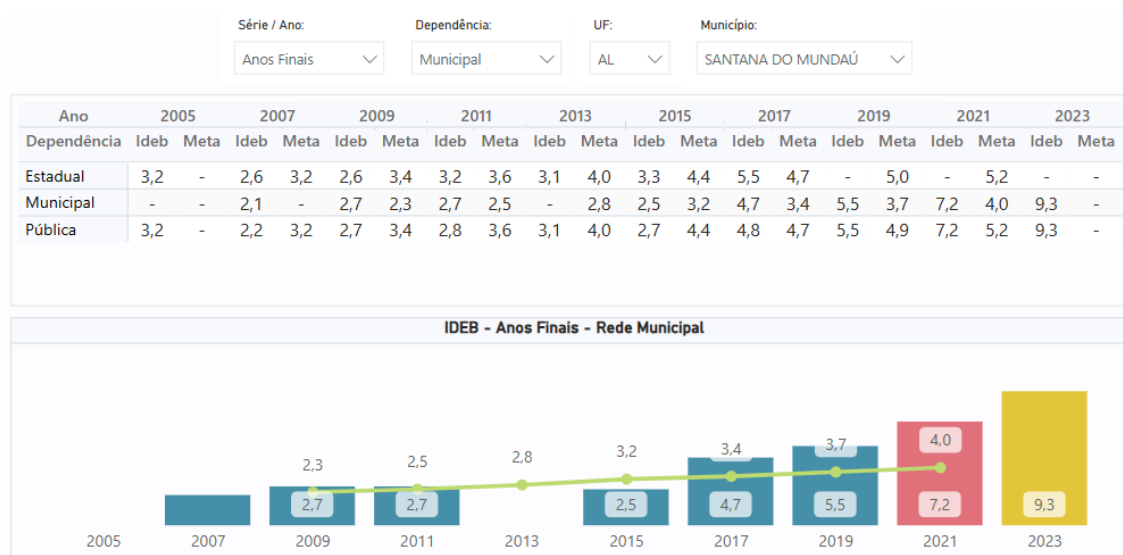 Série / Ano: Dependência: UF: Município:
Anos Finais Municipal AL SANTANA DO MUNDAÚ
Ano 2005 2007 2009 2011 2013 2015 2017 2019 2021 2023
Dependência Ideb Meta Ideb Meta Ideb Meta Ideb Meta Ideb Meta Ideb Meta Ideb Meta Ideb Meta Ideb Meta Ideb Meta
Estadual 3,2 - 2,6 3,2 2,6 3,4 3,2 3,6 3,1 4,0 3,3 4,4 5,5 4,7 - 5,0 - 5,2 - -
Municipal - - 2,1 - 2,7 2,3 2,7 2,5 - 2,8 2,5 3,2 4,7 3,4 5,5 3,7 7,2 4,0 9,3 -
Pública 3,2 - 2,2 3,2 2,7 3,4 2,8 3,6 3,1 4,0 2,7 4,4 4,8 4,7 5,5 4,9 7,2 5,2 9,3 -
IDEB - Anos Finais - Rede Municipal
2,3 2,5 2,8 3,2 3,4 3,7 4,0
2,7 2,7 2,5 4,7 5,5 7,2 9,3
2005 2007 2009 2011 2013 2015 2017 2019 2021 2023